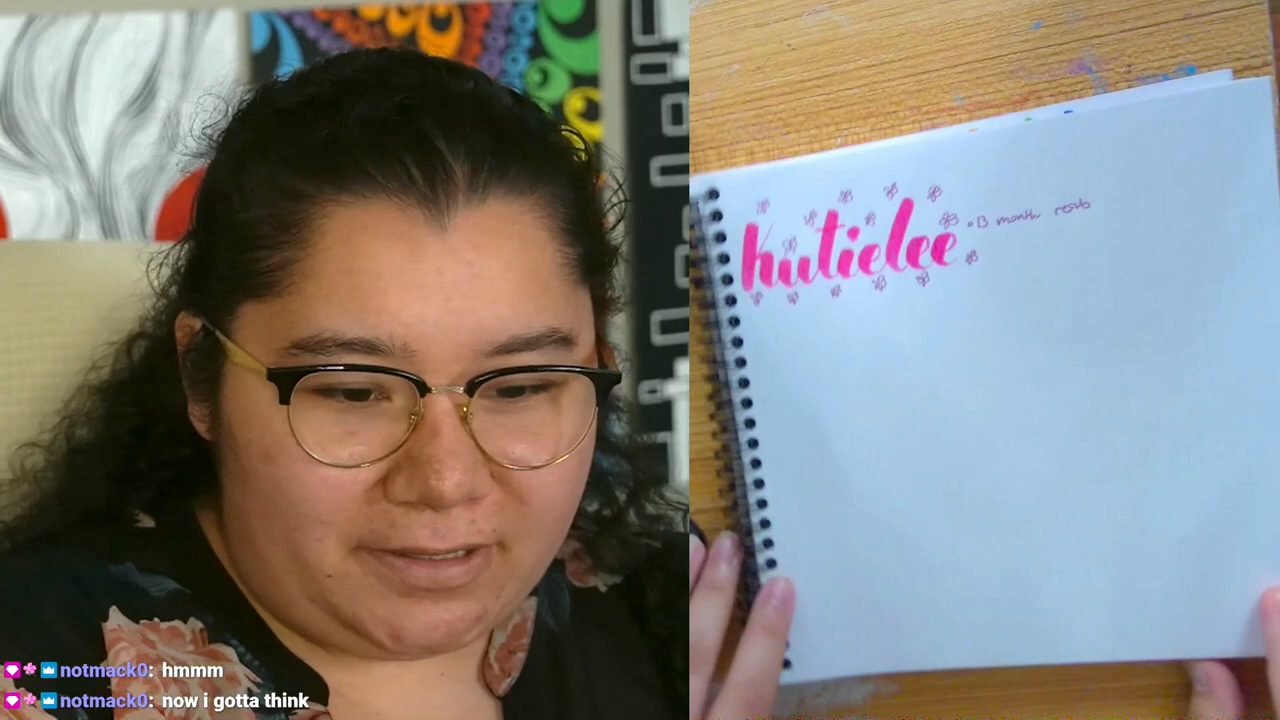 kutielee
13 month resub
notmack0: hmmm
notmack0: now i gotta think